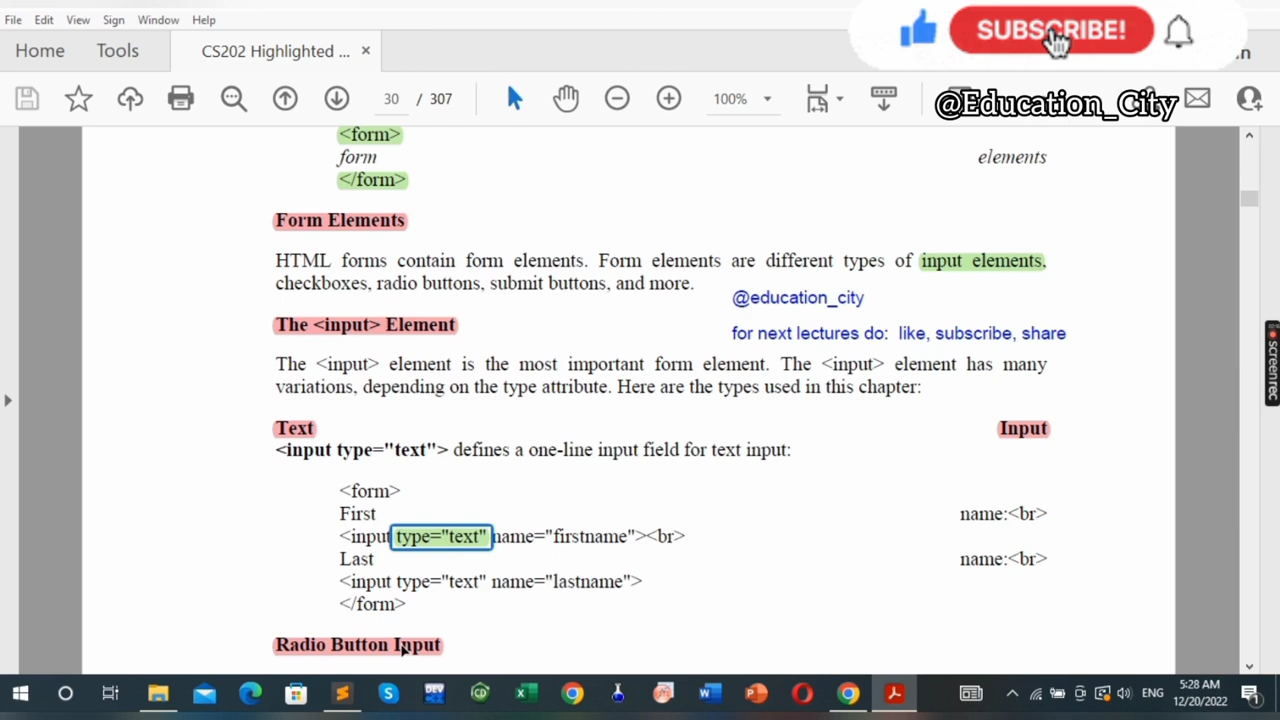 File Edit View Sign Window Help
SUBSCRIBE!
Home Tools CS202 Highlighted ... ×
30 / 307 100%
@Education_City
<form>
form elements
</form>
Form Elements
HTML forms contain form elements. Form elements are different types of input elements,
checkboxes, radio buttons, submit buttons, and more.
@education_city
The <input> Element
for next lectures do: like, subscribe, share
The <input> element is the most important form element. The <input> element has many
variations, depending on the type attribute. Here are the types used in this chapter:
Text Input
<input type="text"> defines a one-line input field for text input:
<form>
First name:<br>
<input type="text" name="firstname"><br>
Last name:<br>
<input type="text" name="lastname">
</form>
Radio Button Input
screenrec
DEV
ENG
5:28 AM
12/20/2022
1